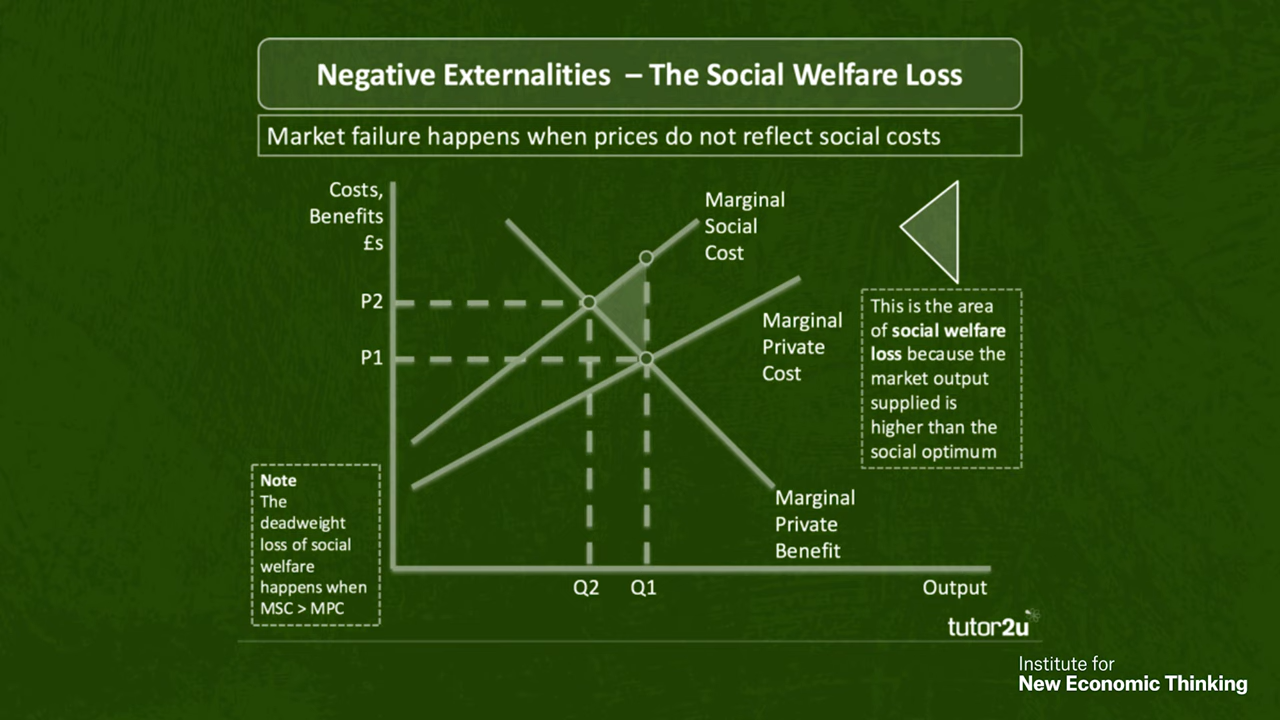 Negative Externalities – The Social Welfare Loss
Market failure happens when prices do not reflect social costs
Costs,
Benefits
£s
P2
P1
Marginal
Social
Cost
Marginal
Private
Cost
Marginal
Private
Benefit
This is the area
of social welfare
loss because the
market output
supplied is
higher than the
social optimum
Note
The
deadweight
loss of social
welfare
happens when
MSC > MPC
Q2
Q1
Output
tutor2u
Institute for
New Economic Thinking